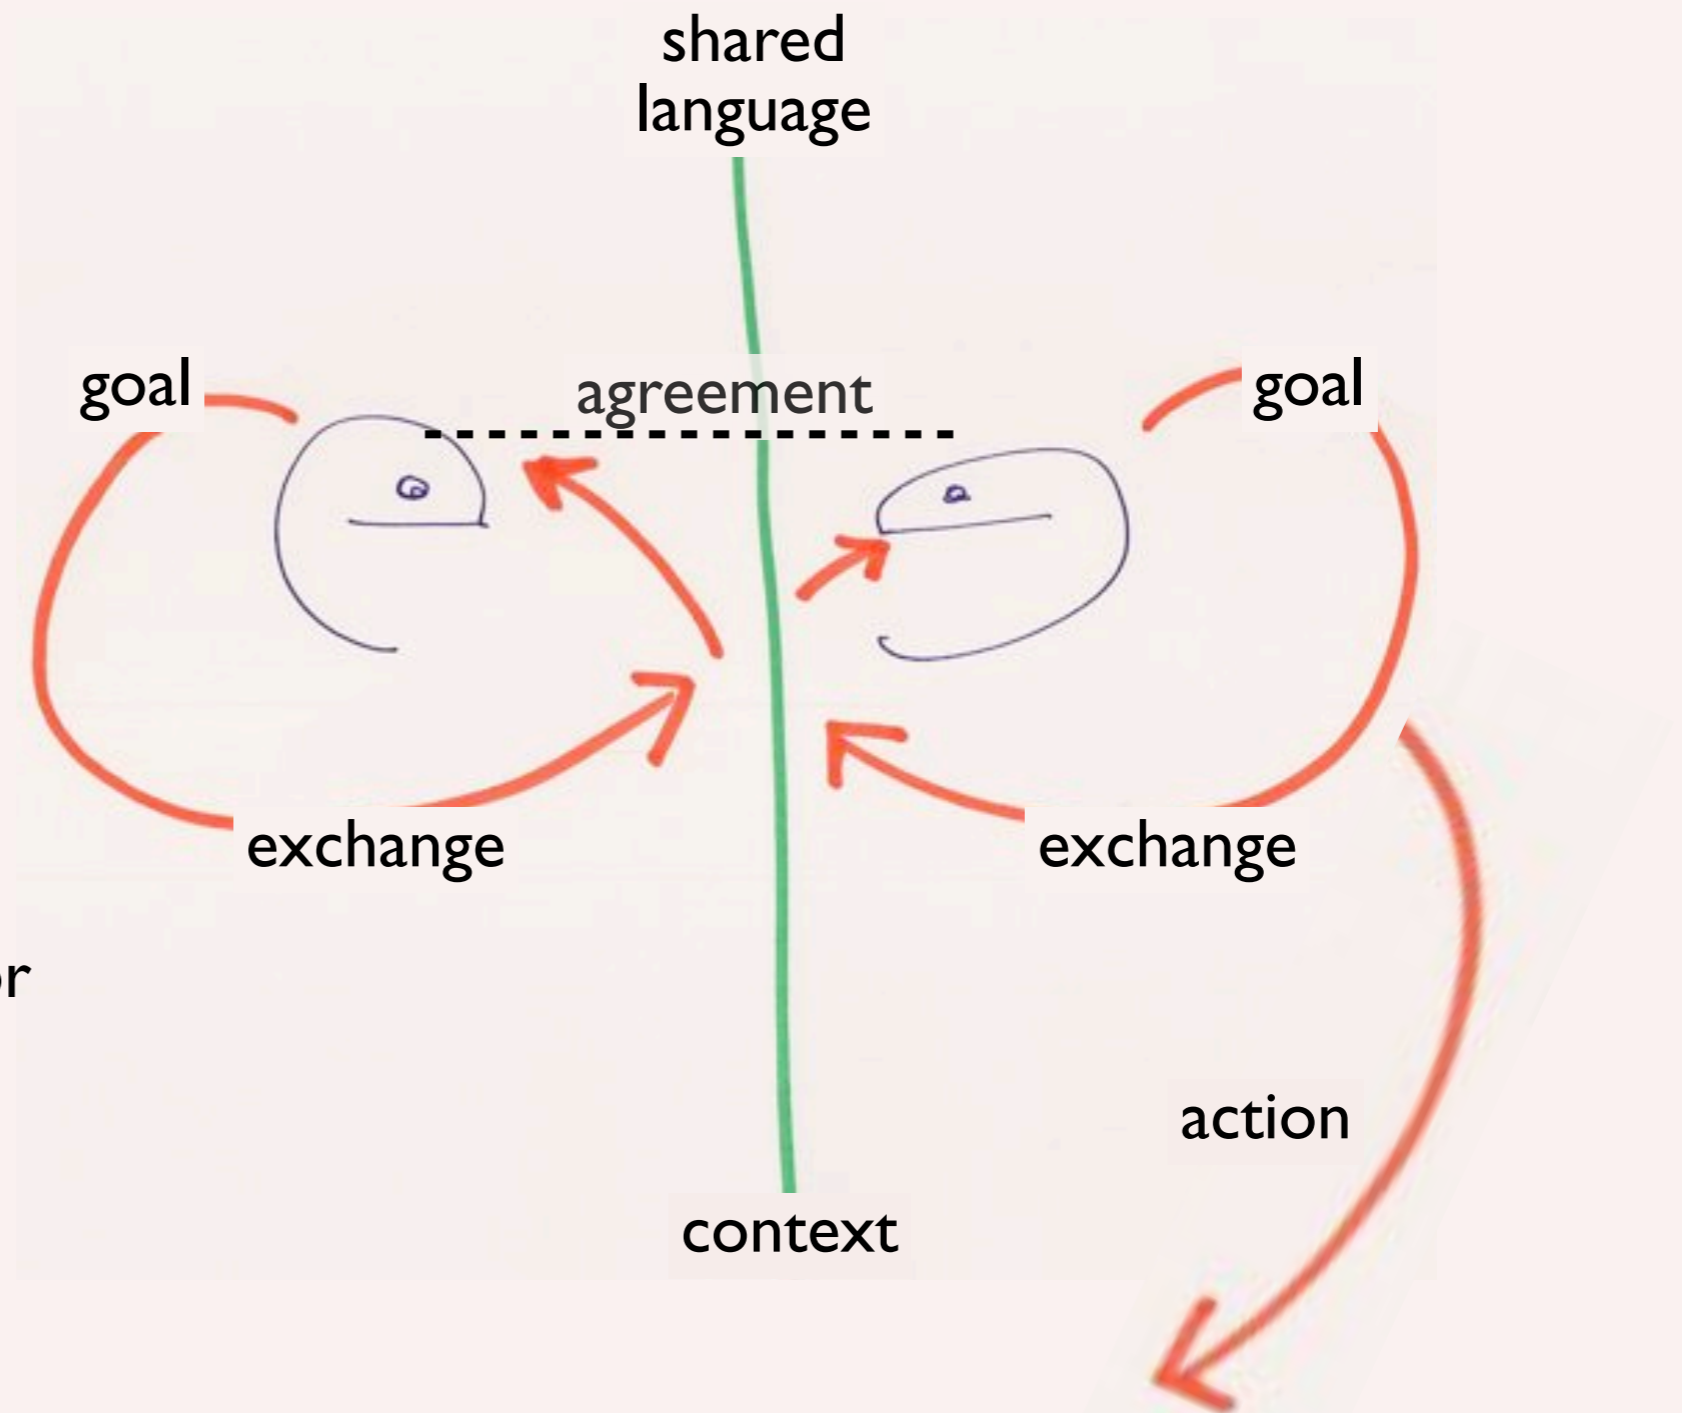 shared
language
goal
agreement
goal
exchange
exchange
action
context